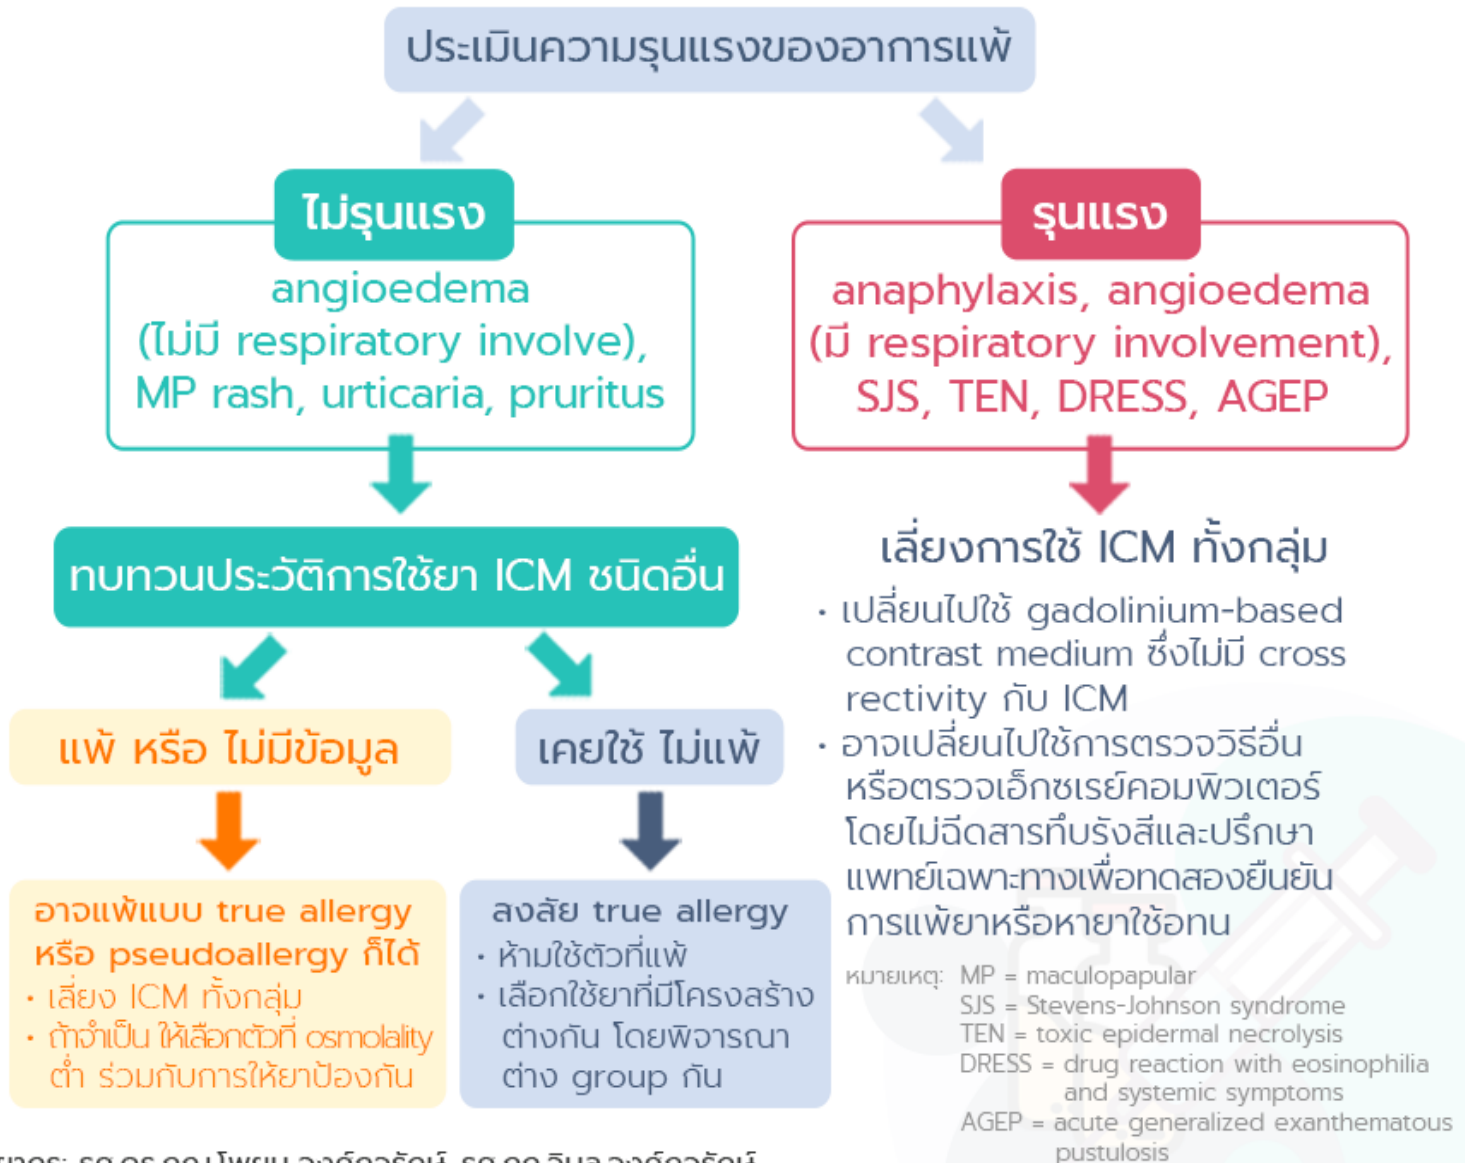 ประเมินความรุนแรงของอาการแพ้
ไม่รุนแรง
angioedema
(ไม่มี respiratory involve),
MP rash, urticaria, pruritus
รุนแรง
anaphylaxis, angioedema
(มี respiratory involvement),
SJS, TEN, DRESS, AGEP
ทบทวนประวัติการใช้ยา ICM ชนิดอื่น
แพ้ หรือ ไม่มีข้อมูล
อาจแพ้แบบ true allergy
หรือ pseudoallergy ก็ได้
• เลี่ยง ICM ทั้งกลุ่ม
• ถ้าจำเป็น ให้เลือกตัวที่ osmolality
ต่ำ ร่วมกับการให้ยาป้องกัน
เคยใช้ ไม่แพ้
สงสัย true allergy
• ห้ามใช้ตัวที่แพ้
• เลือกใช้ยาที่มีโครงสร้าง
ต่างกัน โดยพิจารณา
ต่าง group กัน
เลี่ยงการใช้ ICM ทั้งกลุ่ม
• เปลี่ยนไปใช้ gadolinium-based
contrast medium ซึ่งไม่มี cross
rectivity กับ ICM
• อาจเปลี่ยนไปใช้การตรวจวิธีอื่น
หรือตรวจเอ็กซเรย์คอมพิวเตอร์
โดยไม่ฉีดสารทึบรังสีและปรึกษา
แพทย์เฉพาะทางเพื่อทดสองยืนยัน
การแพ้ยาหรือหายาใช้อทน
หมายเหตุ: MP = maculopapular
SJS = Stevens-Johnson syndrome
TEN = toxic epidermal necrolysis
DRESS = drug reaction with eosinophilia
and systemic symptoms
AGEP = acute generalized exanthematous
pustulosis